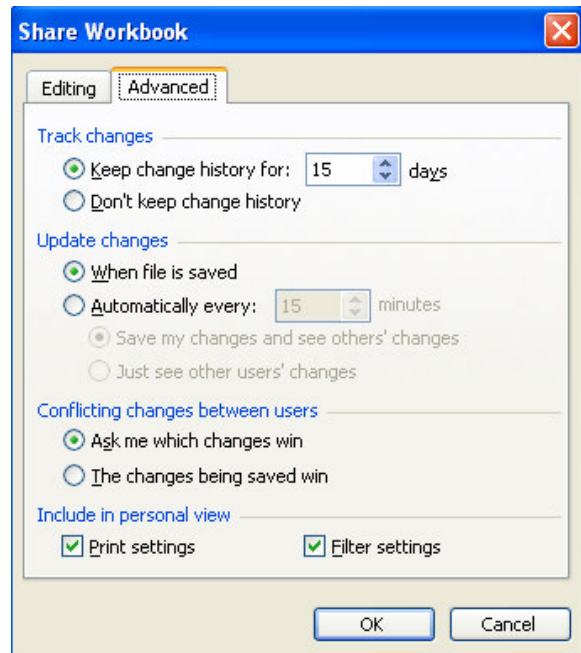 Share Workbook
Editing Advanced
Track changes
Keep change history for: 15 days
Don't keep change history
Update changes
When file is saved
Automatically every: 15 minutes
Save my changes and see others' changes
Just see other users' changes
Conflicting changes between users
Ask me which changes win
The changes being saved win
Include in personal view
Print settings Filter settings
OK Cancel